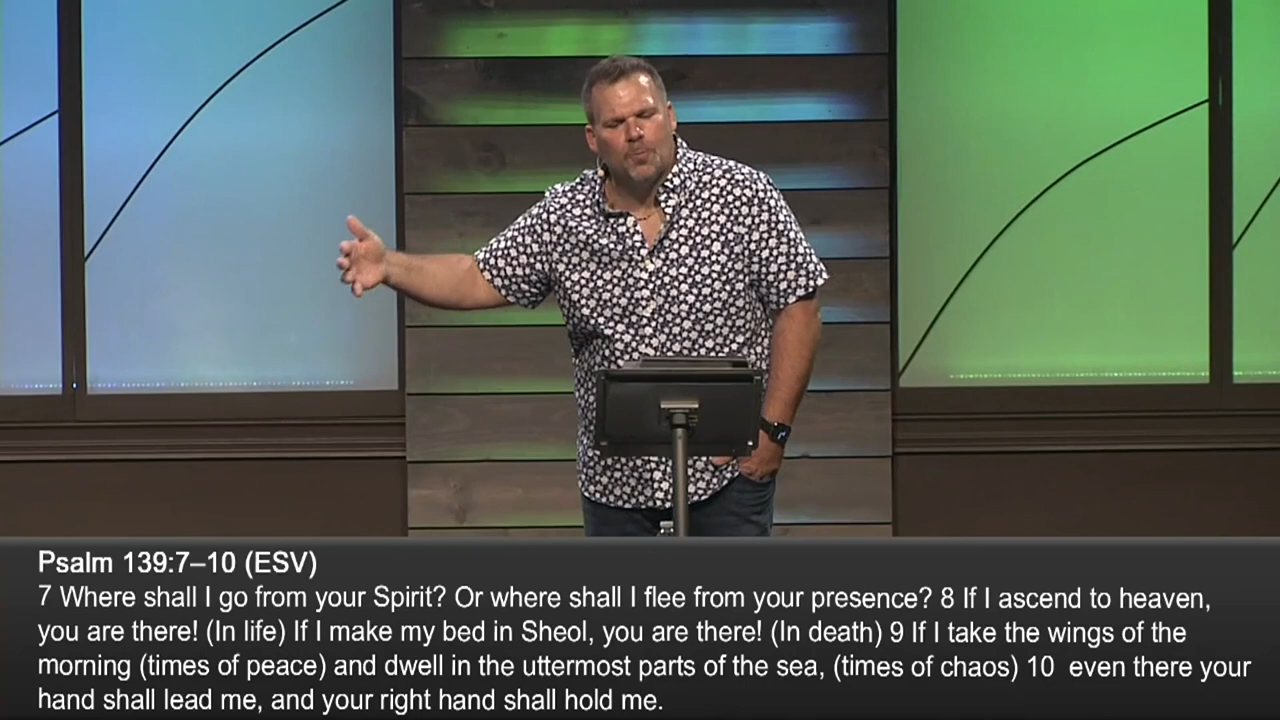 Psalm 139:7–10 (ESV)
7 Where shall I go from your Spirit? Or where shall I flee from your presence? 8 If I ascend to heaven,
you are there! (In life) If I make my bed in Sheol, you are there! (In death) 9 If I take the wings of the
morning (times of peace) and dwell in the uttermost parts of the sea, (times of chaos) 10  even there your
hand shall lead me, and your right hand shall hold me.